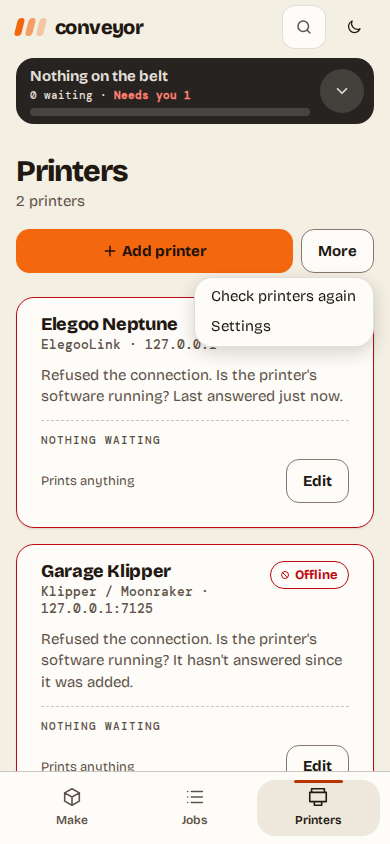 conveyor
Nothing on the belt
0 waiting · Needs you 1
Printers
2 printers
+ Add printer
More
Check printers again
Settings
Elegoo Neptune
ElegooLink · 127.0.0.1
Refused the connection. Is the printer's
software running? Last answered just now.
NOTHING WAITING
Prints anything
Edit
Garage Klipper
Offline
Klipper / Moonraker ·
127.0.0.1:7125
Refused the connection. Is the printer's
software running? It hasn't answered since
it was added.
NOTHING WAITING
Prints anything
Edit
Make
Jobs
Printers